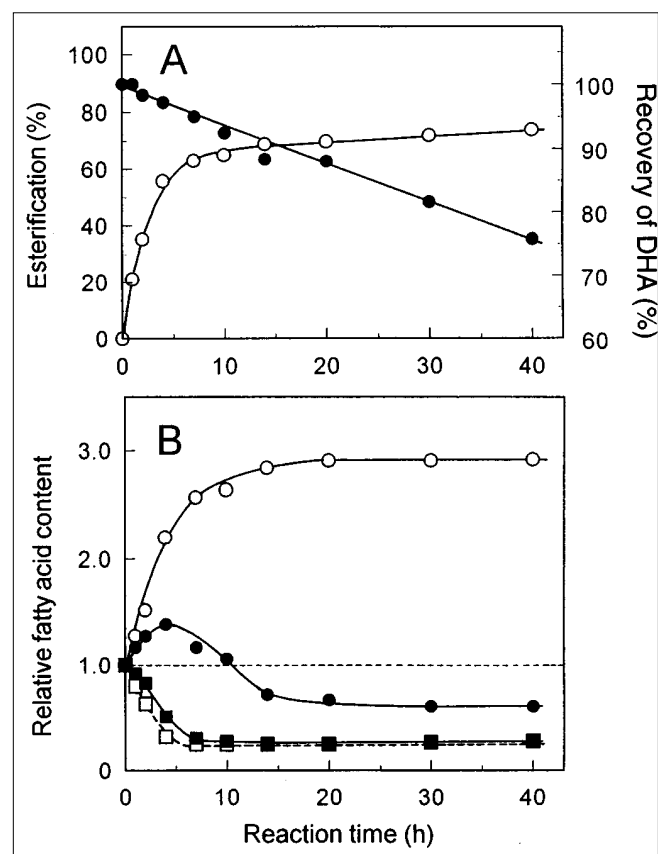 A
100
80
60
40
20
0
Esterification (%)
100
90
80
70
60
Recovery of DHA (%)
0 10 20 30 40
B
3.0
2.0
1.0
0
Relative fatty acid content
0 10 20 30 40
Reaction time (h)